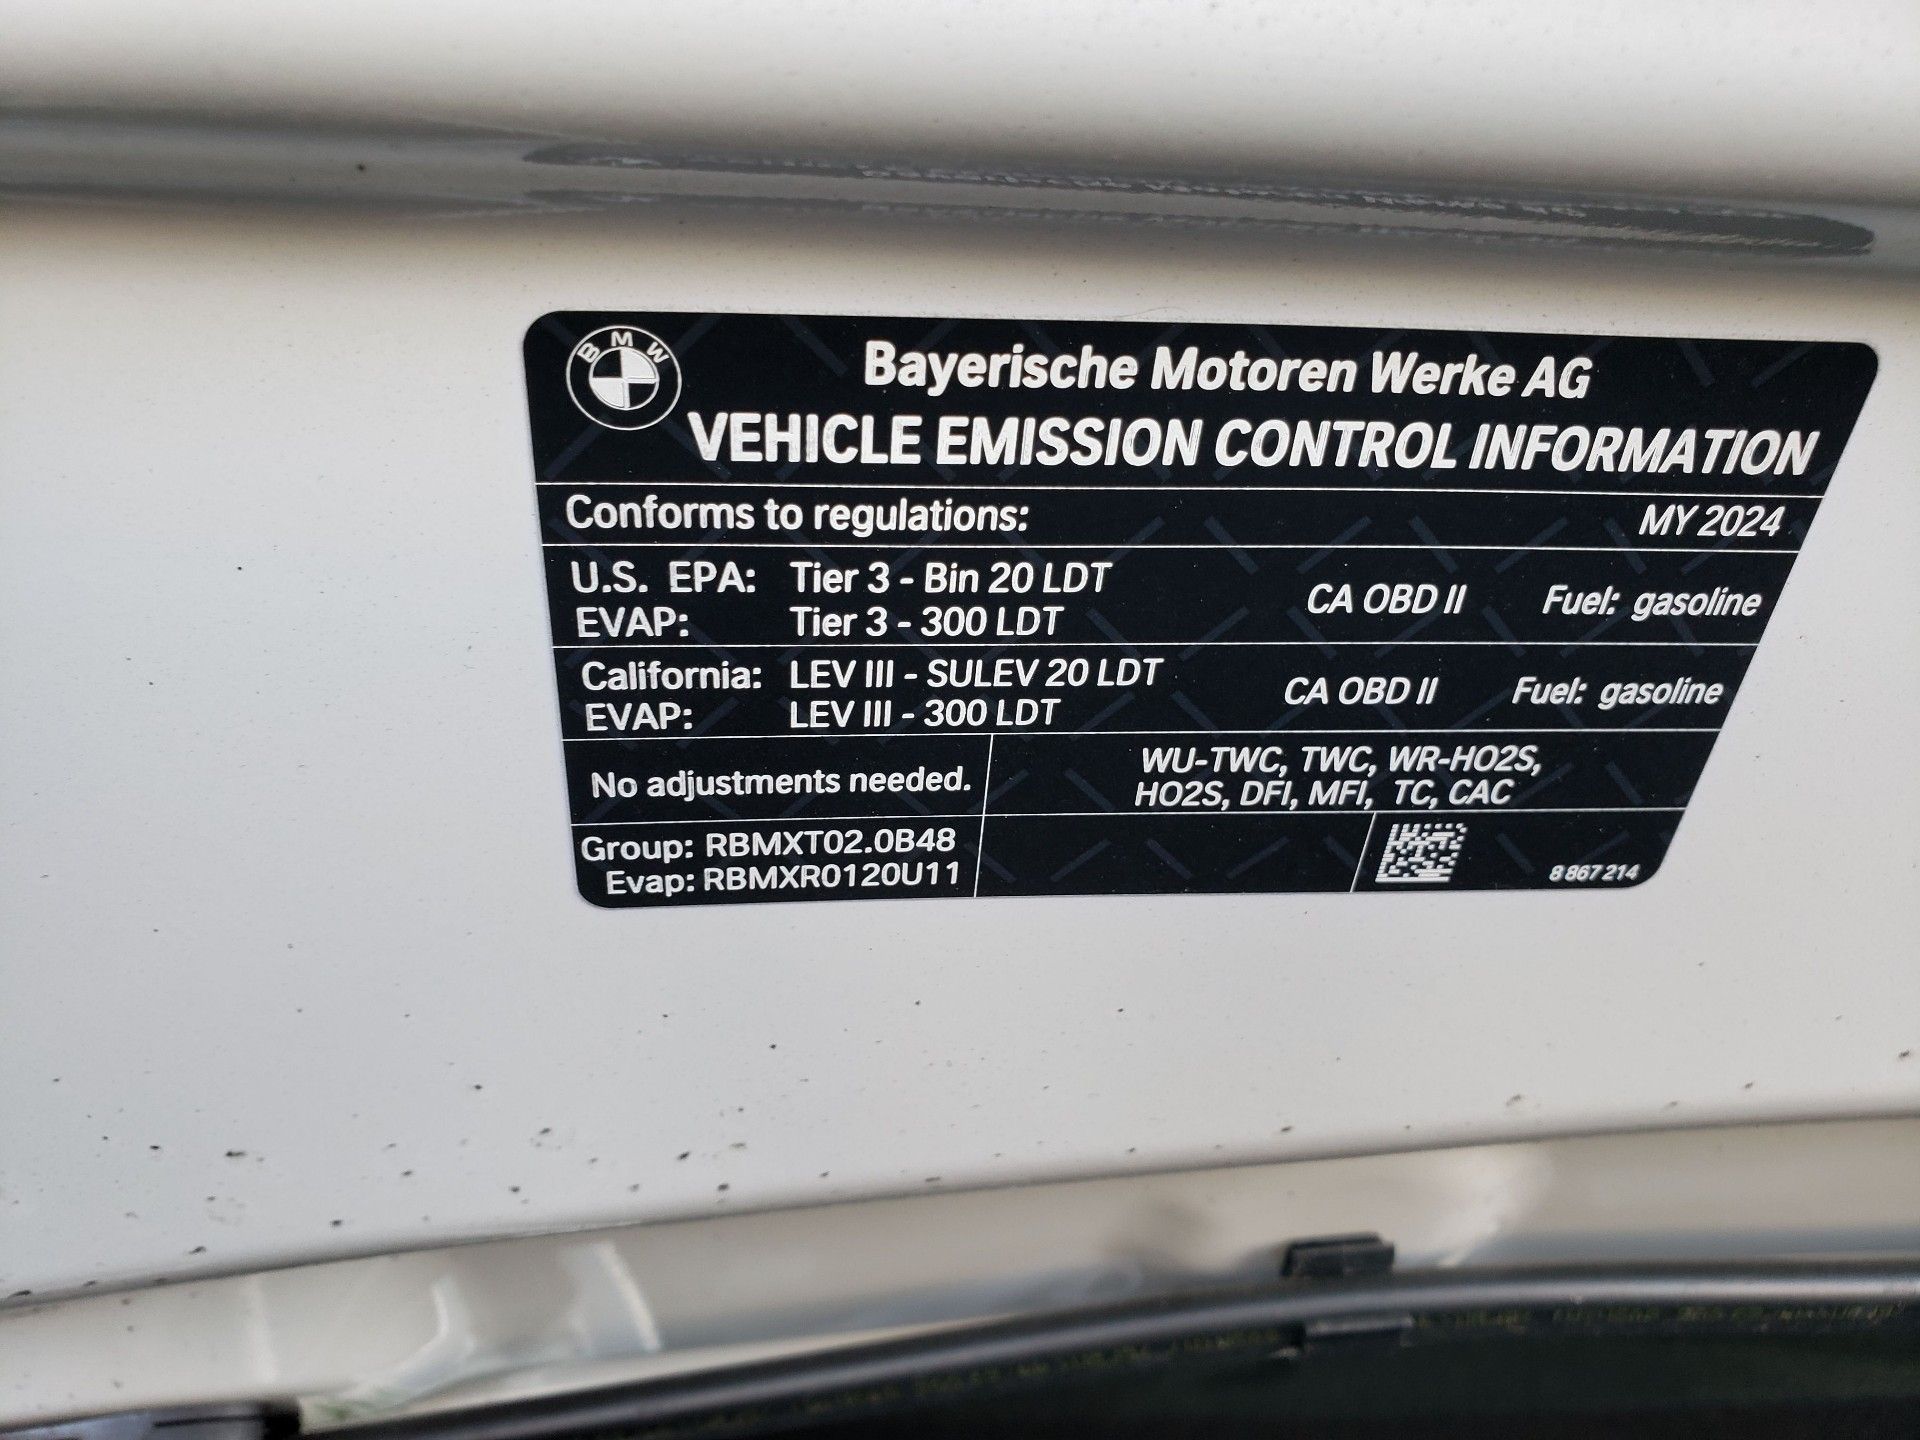 BMW
Bayerische Motoren Werke AG
VEHICLE EMISSION CONTROL INFORMATION
Conforms to regulations: MY 2024
U.S. EPA: Tier 3 - Bin 20 LDT CA OBD II Fuel: gasoline
EVAP: Tier 3 - 300 LDT
California: LEV III - SULEV 20 LDT CA OBD II Fuel: gasoline
EVAP: LEV III - 300 LDT
No adjustments needed.
WU-TWC, TWC, WR-HO2S,
HO2S, DFI, MFI, TC, CAC
Group: RBMXT02.0B48
Evap: RBMXR0120U11
8 867 214